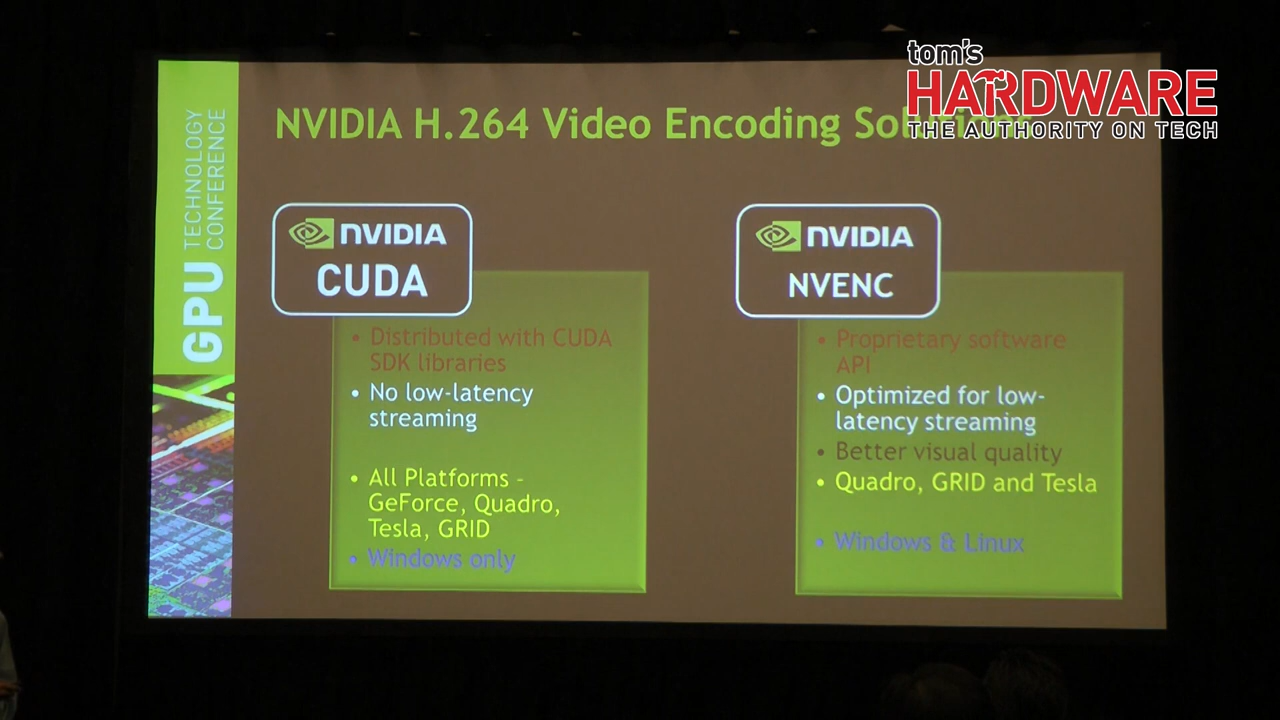 tom's
HARDWARE
THE AUTHORITY ON TECH
GPU TECHNOLOGY
CONFERENCE
NVIDIA H.264 Video Encoding Solutions
NVIDIA
CUDA
• Distributed with CUDA
SDK libraries
• No low-latency
streaming
• All Platforms –
GeForce, Quadro,
Tesla, GRID
• Windows only
NVIDIA
NVENC
• Proprietary software
API
• Optimized for low-
latency streaming
• Better visual quality
• Quadro, GRID and Tesla
• Windows & Linux